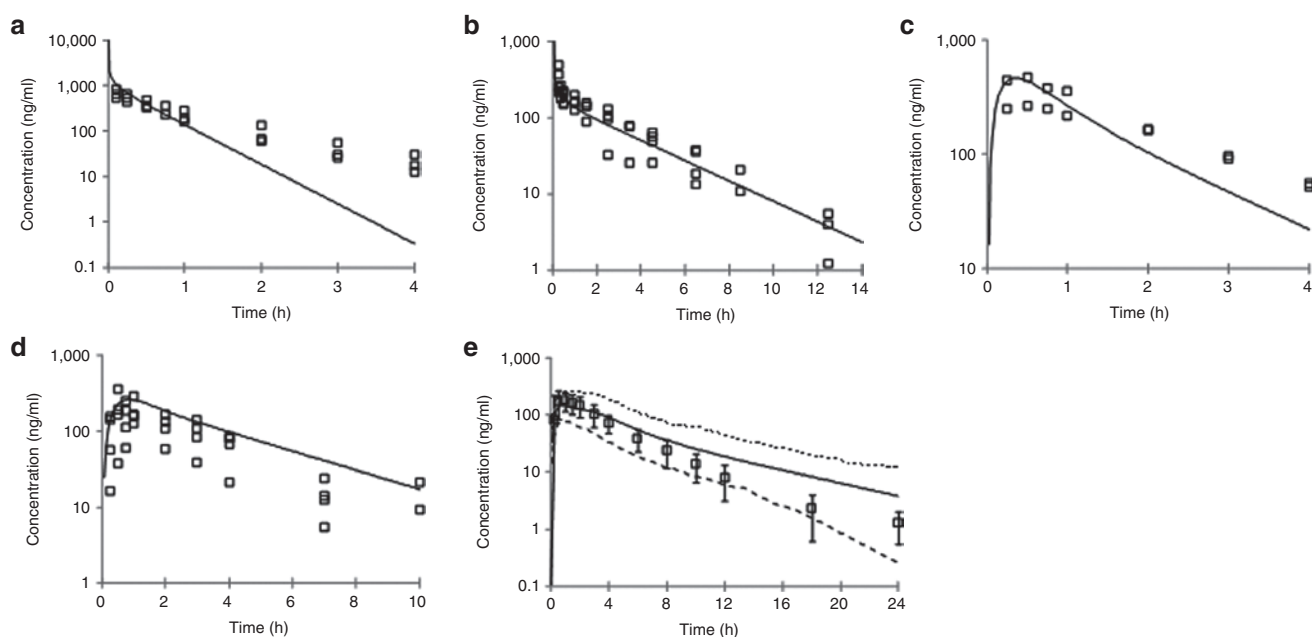 a
10,000
1,000
100
10
1
0.1
Concentration (ng/ml)
0 1 2 3 4
Time (h)
b
1,000
100
10
1
Concentration (ng/ml)
0 2 4 6 8 10 12 14
Time (h)
c
1,000
100
10
Concentration (ng/ml)
0 1 2 3 4
Time (h)
d
1,000
100
10
1
Concentration (ng/ml)
0 2 4 6 8 10
Time (h)
e
1,000
100
10
1
0.1
Concentration (ng/ml)
0 4 8 12 16 20 24
Time (h)